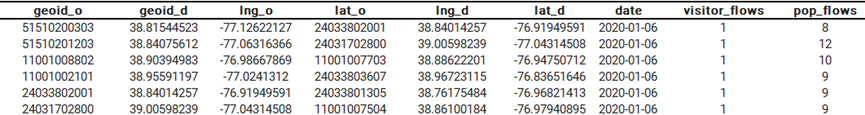 geoid_o geoid_d lng_o lat_o lng_d lat_d date visitor_flows pop_flows
51510200303 38.81544523 -77.12622127 24033802001 38.84014257 -76.91949591 2020-01-06 1 8
51510201203 38.84075612 -77.06316366 24031702800 39.00598239 -77.04314508 2020-01-06 1 12
11001008802 38.90394983 -76.98667869 11001007703 38.88622201 -76.94750712 2020-01-06 1 10
11001002101 38.95591197 -77.0241312 24033803607 38.96723115 -76.83651646 2020-01-06 1 9
24033802001 38.84014257 -76.91949591 24033801305 38.76175484 -76.96821413 2020-01-06 1 9
24031702800 39.00598239 -77.04314508 11001007504 38.86100184 -76.97940895 2020-01-06 1 9